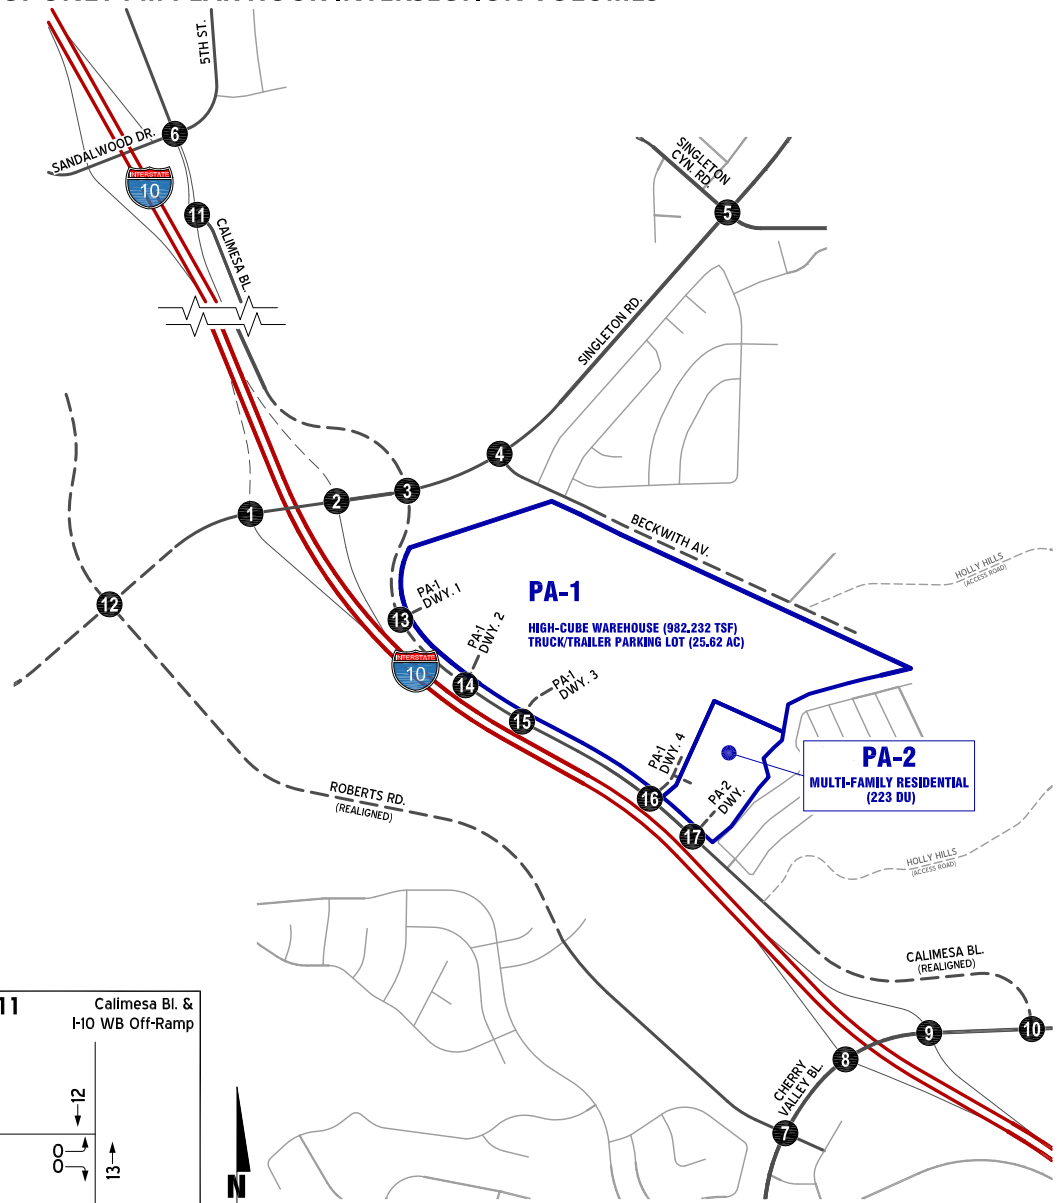 5TH ST.
6
SANDALWOOD DR.
INTERSTATE
10
11
CALIMESA BL.
SINGLETON
CYN. RD.
5
SINGLETON RD.
4
3
2
1
BECKWITH AV.
HOLLY HILLS
(ACCESS ROAD)
PA-1
HIGH-CUBE WAREHOUSE (982.232 TSF)
TRUCK/TRAILER PARKING LOT (25.62 AC)
12
PA-1
DWY. 1
13
PA-1
DWY. 2
INTERSTATE
10
14
PA-1
DWY. 3
15
PA-1
DWY. 4
16
PA-2
DWY.
17
PA-2
MULTI-FAMILY RESIDENTIAL
(223 DU)
ROBERTS RD.
(REALIGNED)
HOLLY HILLS
(ACCESS ROAD)
CALIMESA BL.
(REALIGNED)
10
9
8
CHERRY
VALLEY BL.
7
11
Calimesa Bl. &
I-10 WB Off-Ramp
12
0
0
13
N